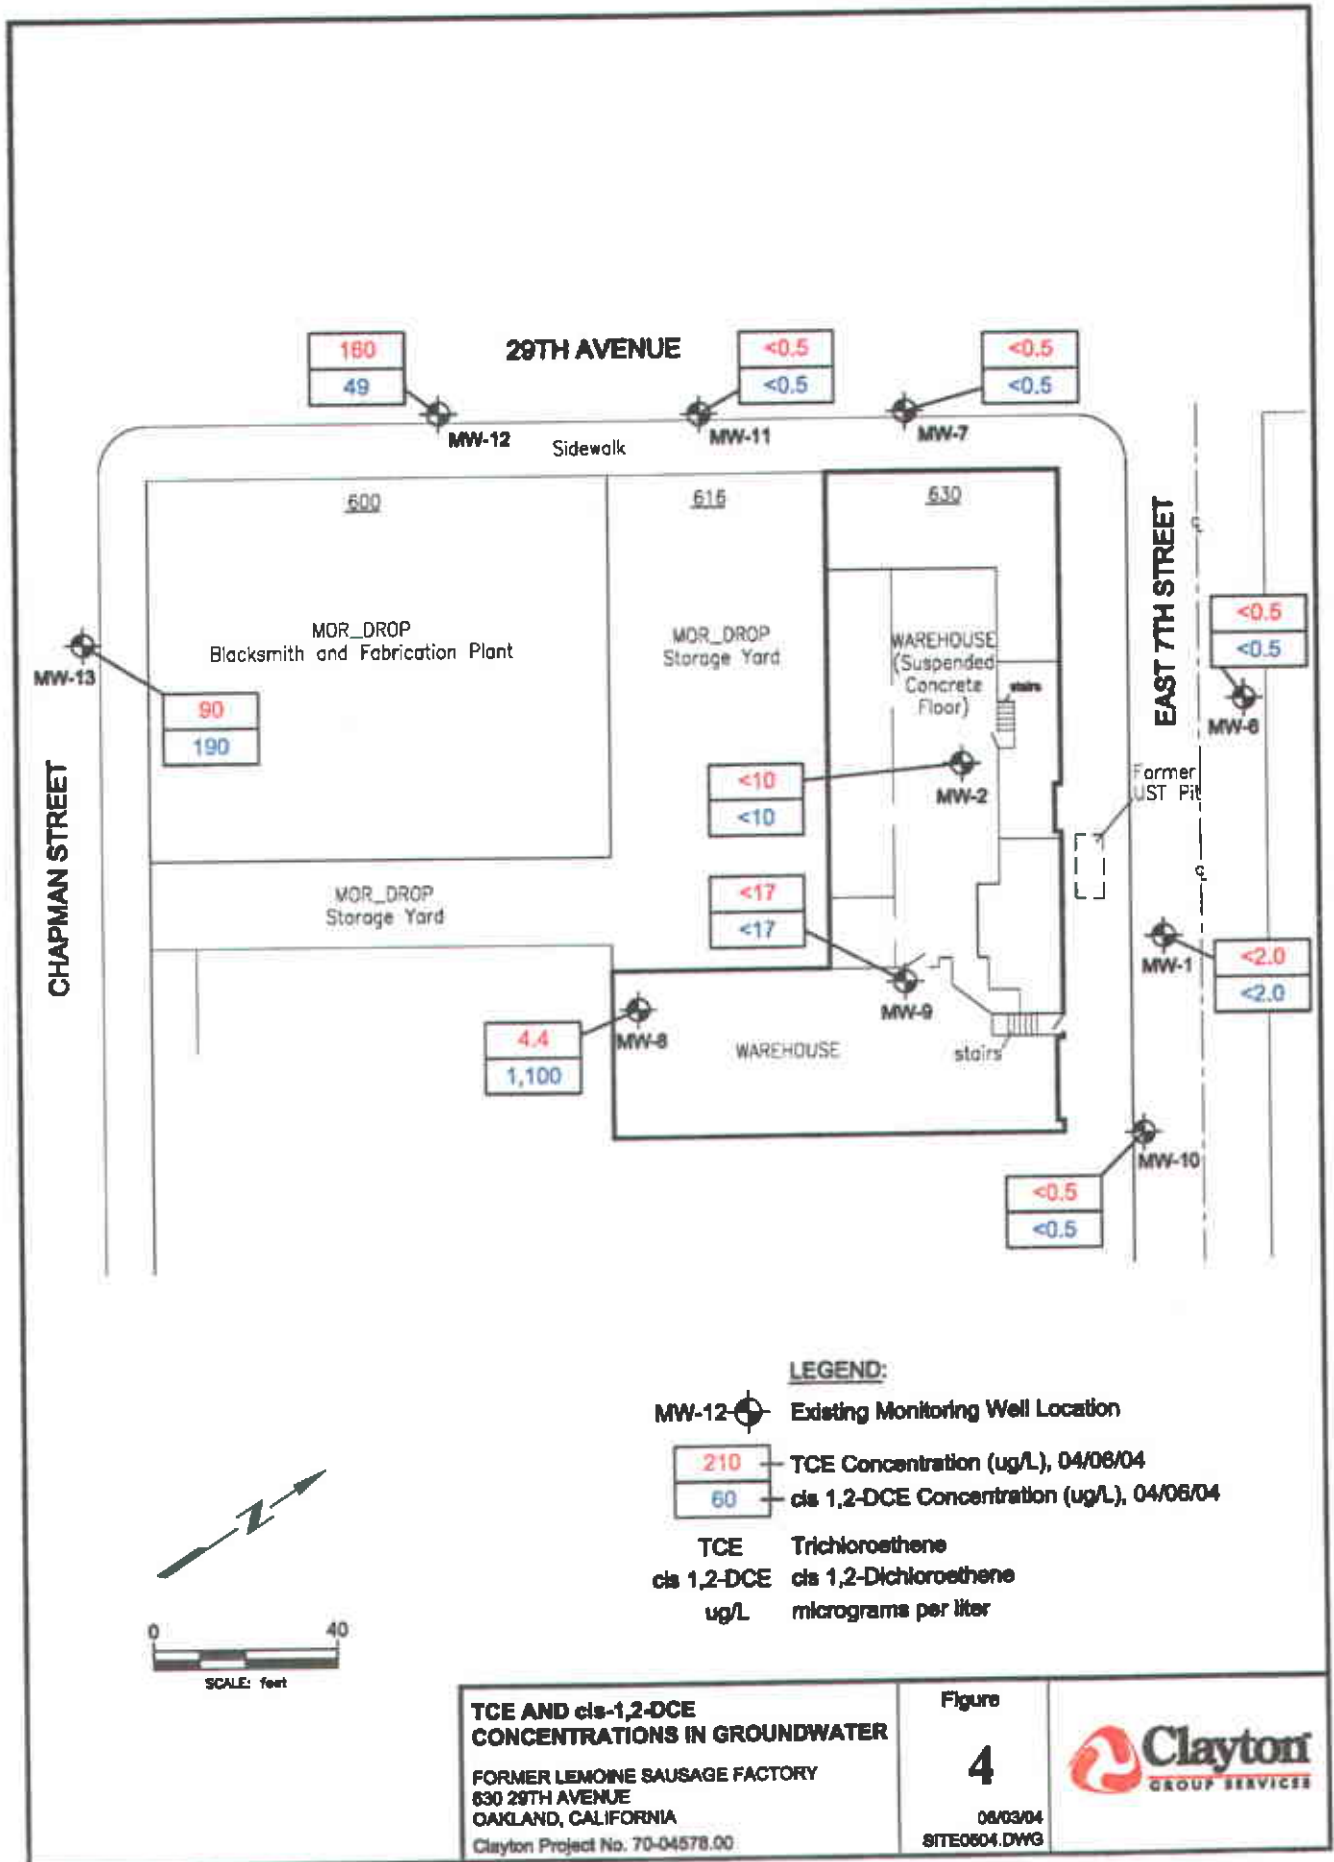 29TH AVENUE
160
49
<0.5
<0.5
<0.5
<0.5
MW-12
Sidewalk
MW-11
MW-7
600
616
630
EAST 7TH STREET
MOR_DROP
Blacksmith and Fabrication Plant
MOR_DROP
Storage Yard
WAREHOUSE
(Suspended
Concrete
Floor)
stairs
<0.5
<0.5
MW-6
MW-13
90
190
<10
<10
MW-2
Former
UST Pit
CHAPMAN STREET
MOR_DROP
Storage Yard
<17
<17
MW-1
<2.0
<2.0
MW-9
4.4
1,100
MW-8
WAREHOUSE
stairs
MW-10
<0.5
<0.5
LEGEND:
MW-12 Existing Monitoring Well Location
210 TCE Concentration (ug/L), 04/06/04
60 cis 1,2-DCE Concentration (ug/L), 04/06/04
TCE Trichloroethene
cis 1,2-DCE cis 1,2-Dichloroethene
ug/L micrograms per liter
N
0 40
SCALE: feet
TCE AND cis-1,2-DCE
CONCENTRATIONS IN GROUNDWATER
FORMER LEMOINE SAUSAGE FACTORY
630 29TH AVENUE
OAKLAND, CALIFORNIA
Clayton Project No. 70-04578.00
Figure
4
06/03/04
SITE0504.DWG
Clayton
GROUP SERVICES